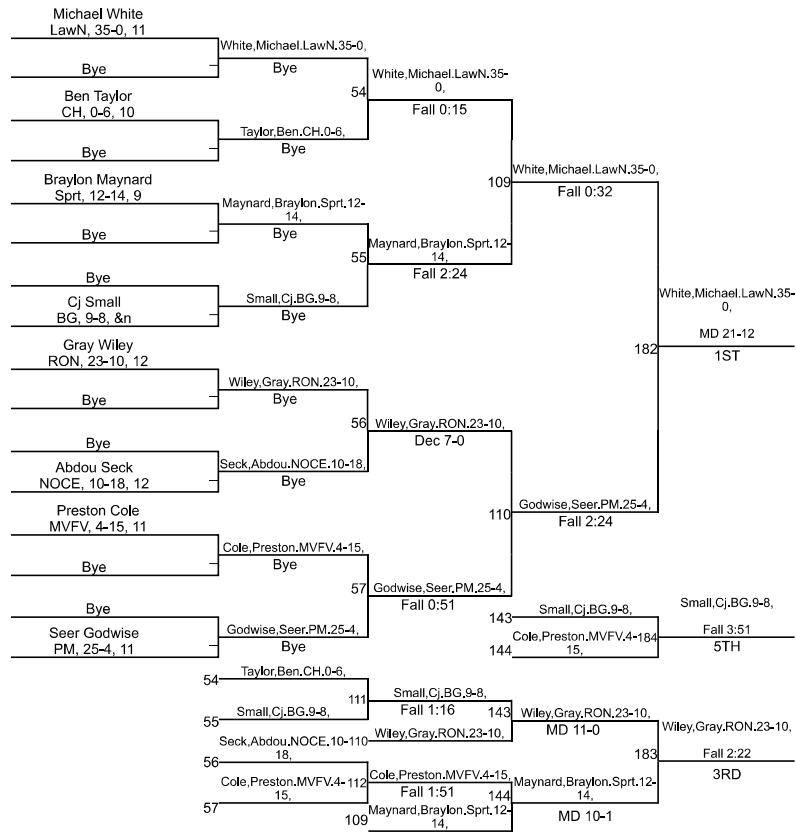 Michael White
LawN, 35-0, 11
Bye
White,Michael.LawN.35-0,
Bye
54
White,Michael.LawN.35-
0,
Fall 0:15
Ben Taylor
CH, 0-6, 10
Bye
Taylor,Ben.CH.0-6,
Bye
109
White,Michael.LawN.35-0,
Fall 0:32
Braylon Maynard
Sprt, 12-14, 9
Bye
Maynard,Braylon.Sprt.12-
14,
Bye
55
Maynard,Braylon.Sprt.12-
14,
Fall 2:24
Bye
Cj Small
BG, 9-8, &n
Small,Cj.BG.9-8,
Bye
182
White,Michael.LawN.35-
0,
MD 21-12
1ST
Gray Wiley
RON, 23-10, 12
Bye
Wiley,Gray.RON.23-10,
Bye
56
Wiley,Gray.RON.23-10,
Dec 7-0
Bye
Abdou Seck
NOCE, 10-18, 12
Seck,Abdou.NOCE.10-18,
Bye
110
Godwise,Seer.PM.25-4,
Fall 2:24
Preston Cole
MVFV, 4-15, 11
Bye
Cole,Preston.MVFV.4-15,
Bye
57
Godwise,Seer.PM.25-4,
Fall 0:51
Bye
Seer Godwise
PM, 25-4, 11
Godwise,Seer.PM.25-4,
Bye
143
Small,Cj.BG.9-8,
144
Cole,Preston.MVFV.4-
15,
184
Small,Cj.BG.9-8,
Fall 3:51
5TH
54
Taylor,Ben.CH.0-6,
55
Small,Cj.BG.9-8,
111
Small,Cj.BG.9-8,
Fall 1:16
110
Wiley,Gray.RON.23-10,
143
Wiley,Gray.RON.23-10,
MD 11-0
56
Seck,Abdou.NOCE.10-
18,
57
Cole,Preston.MVFV.4-
15,
112
Cole,Preston.MVFV.4-15,
Fall 1:51
109
Maynard,Braylon.Sprt.12-
14,
144
Maynard,Braylon.Sprt.12-
14,
MD 10-1
183
Wiley,Gray.RON.23-10,
Fall 2:22
3RD